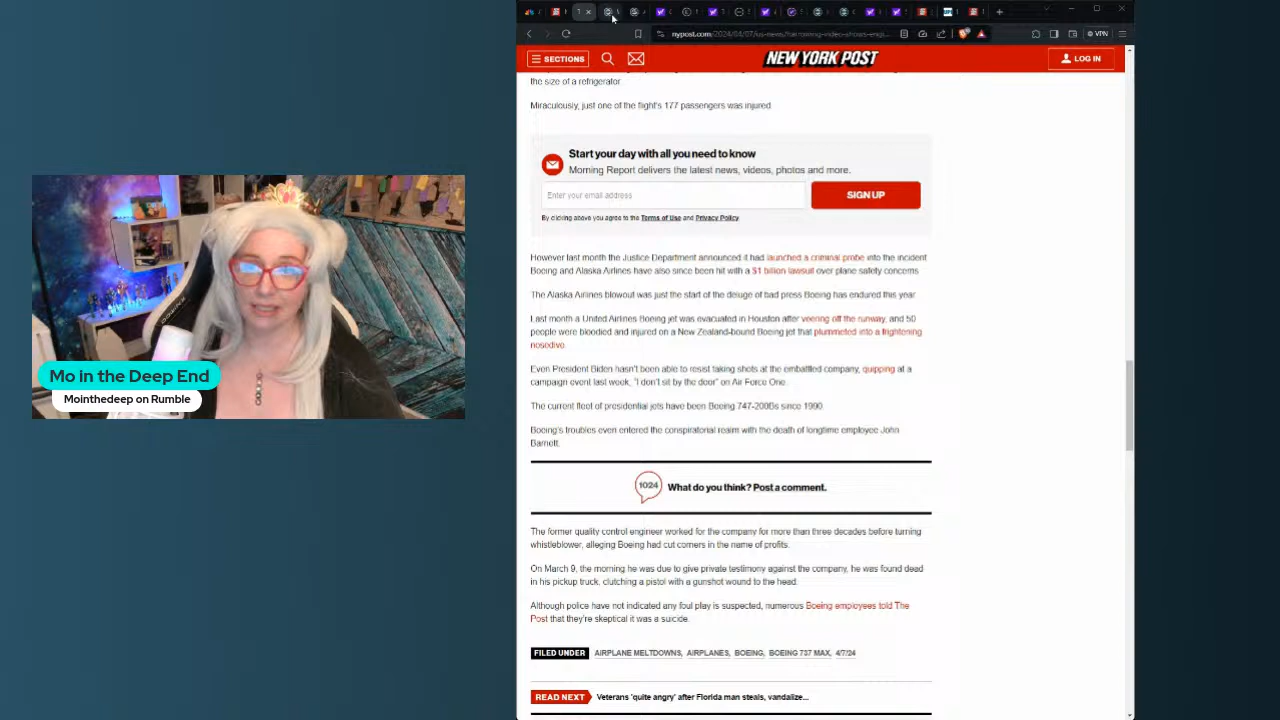 nypost.com/2024/04/07/us-news/harrowing-video-shows-eng...
VPN
SECTIONS
NEW YORK POST
LOG IN
the size of a refrigerator
Miraculously, just one of the flight's 177 passengers was injured
Start your day with all you need to know
Morning Report delivers the latest news, videos, photos and more.
Enter your email address
SIGN UP
By clicking above you agree to the Terms of Use and Privacy Policy.
However last month the Justice Department announced it had launched a criminal probe into the incident
Boeing and Alaska Airlines have also since been hit with a $1 billion lawsuit over plane safety concerns
The Alaska Airlines blowout was just the start of the deluge of bad press Boeing has endured this year
Last month a United Airlines Boeing jet was evacuated in Houston after veering off the runway, and 50
people were bloodied and injured on a New Zealand-bound Boeing jet that plummeted into a frightening
nosedive.
Even President Biden hasn't been able to resist taking shots at the embattled company, quipping at a
campaign event last week, "I don't sit by the door" on Air Force One.
The current fleet of presidential jets have been Boeing 747-200Bs since 1990
Boeing's troubles even entered the conspiratorial realm with the death of longtime employee John
Barnett.
1024
What do you think? Post a comment.
The former quality control engineer worked for the company for more than three decades before turning
whistleblower, alleging Boeing had cut corners in the name of profits.
On March 9, the morning he was due to give private testimony against the company, he was found dead
in his pickup truck, clutching a pistol with a gunshot wound to the head.
Although police have not indicated any foul play is suspected, numerous Boeing employees told The
Post that they're skeptical it was a suicide.
FILED UNDER AIRPLANE MELTDOWNS, AIRPLANES, BOEING, BOEING 737 MAX, 4/7/24
READ NEXT Veterans 'quite angry' after Florida man steals, vandalize...
Mo in the Deep End
Mointhedeep on Rumble